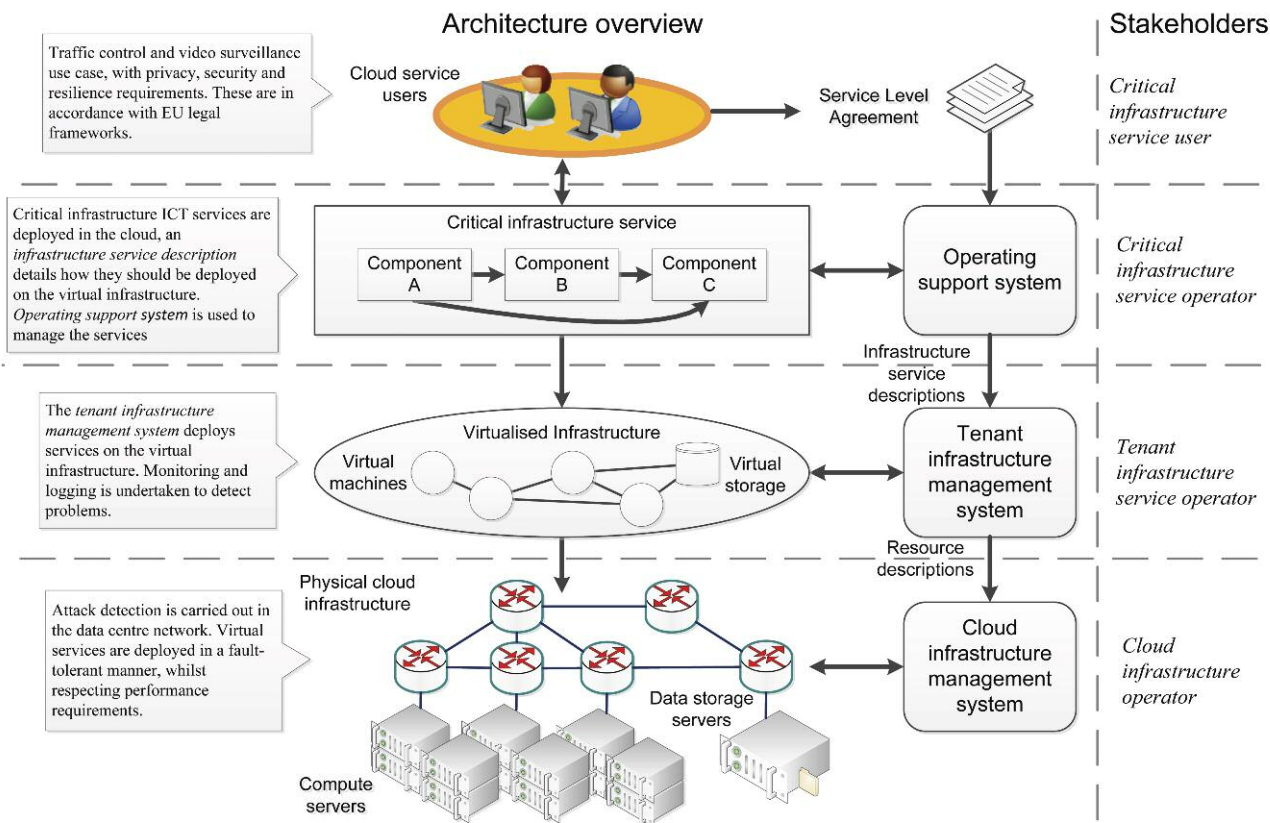 Architecture overview
Stakeholders
Traffic control and video surveillance
use case, with privacy, security and
resilience requirements. These are in
accordance with EU legal
frameworks.
Cloud service
users
Service Level
Agreement
Critical
infrastructure
service user
Critical infrastructure ICT services are
deployed in the cloud, an
infrastructure service description
details how they should be deployed
on the virtual infrastructure.
Operating support system is used to
manage the services
Critical infrastructure service
Component
A
Component
B
Component
C
Operating
support system
Critical
infrastructure
service operator
Infrastructure
service
descriptions
The tenant infrastructure
management system deploys
services on the virtual
infrastructure. Monitoring and
logging is undertaken to detect
problems.
Virtualised Infrastructure
Virtual
machines
Virtual
storage
Tenant
infrastructure
management
system
Tenant
infrastructure
service operator
Resource
descriptions
Physical cloud
infrastructure
Attack detection is carried out in
the data centre network. Virtual
services are deployed in a fault-
tolerant manner, whilst
respecting performance
requirements.
Data storage
servers
Compute
servers
Cloud
infrastructure
management
system
Cloud
infrastructure
operator